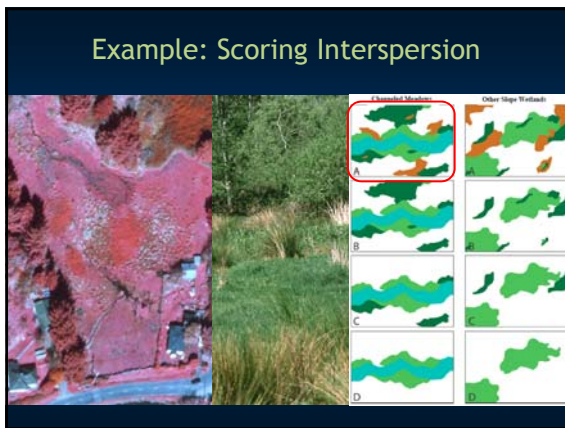 Example: Scoring Interspersion
Channeled Meadows
Other Slope Wetlands
A
A
B
B
C
C
D
D